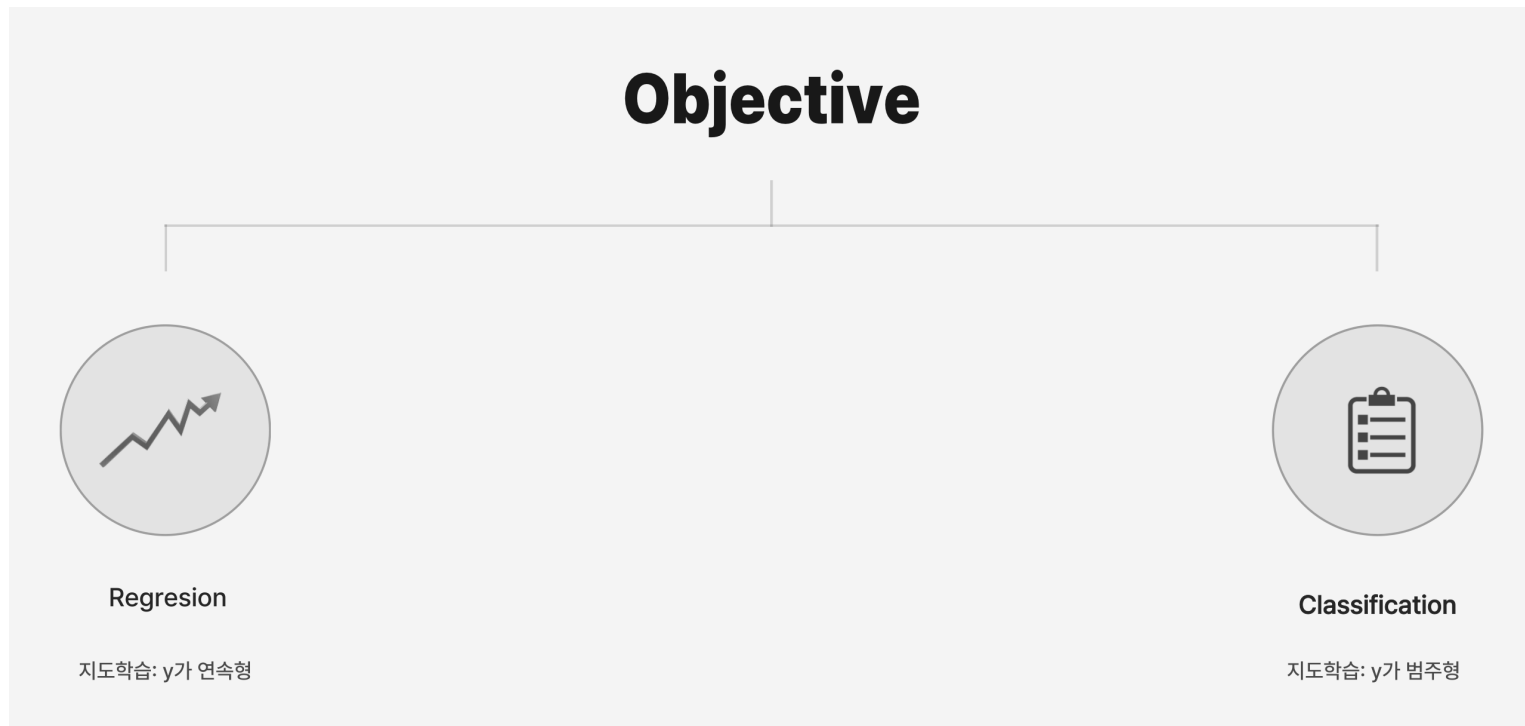 Objective
Regresion
Classification
지도학습: y가 연속형
지도학습: y가 범주형